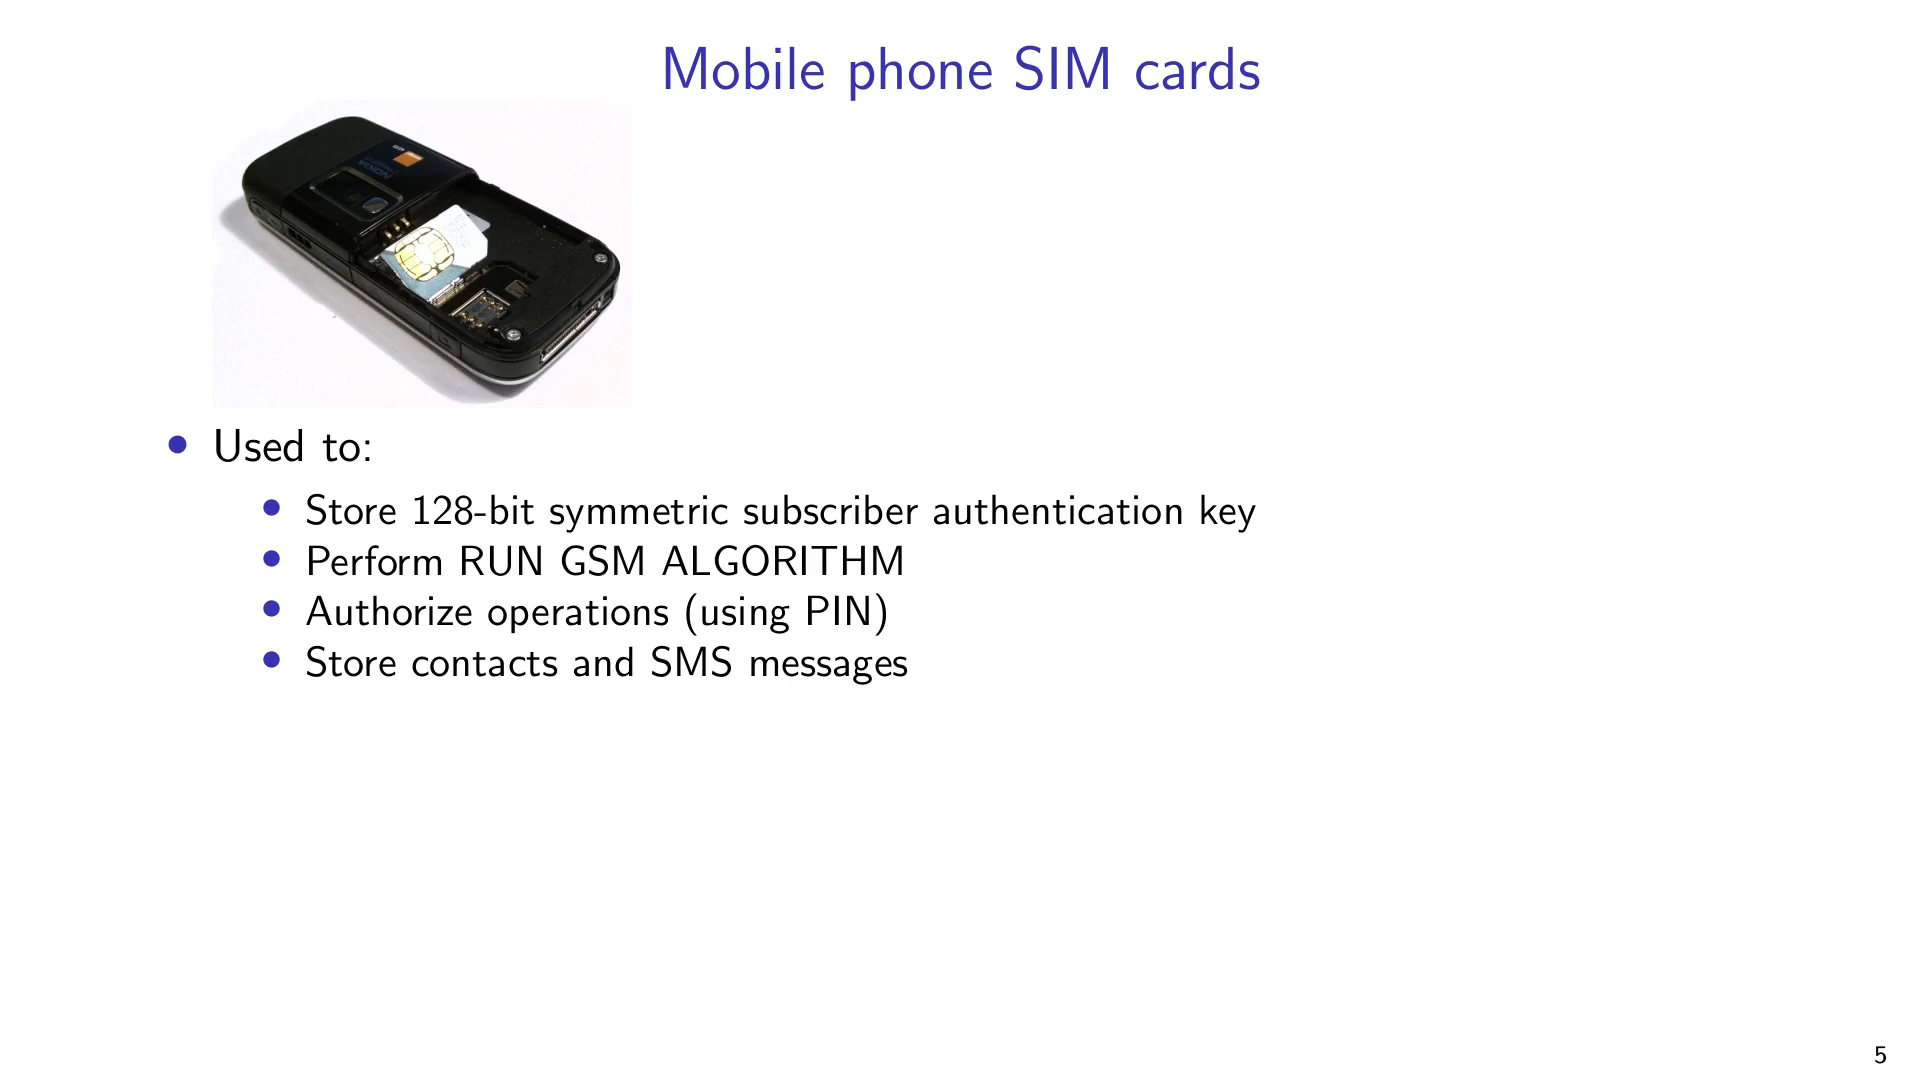 Mobile phone SIM cards
NOKIA
• Used to:
• Store 128-bit symmetric subscriber authentication key
• Perform RUN GSM ALGORITHM
• Authorize operations (using PIN)
• Store contacts and SMS messages
5